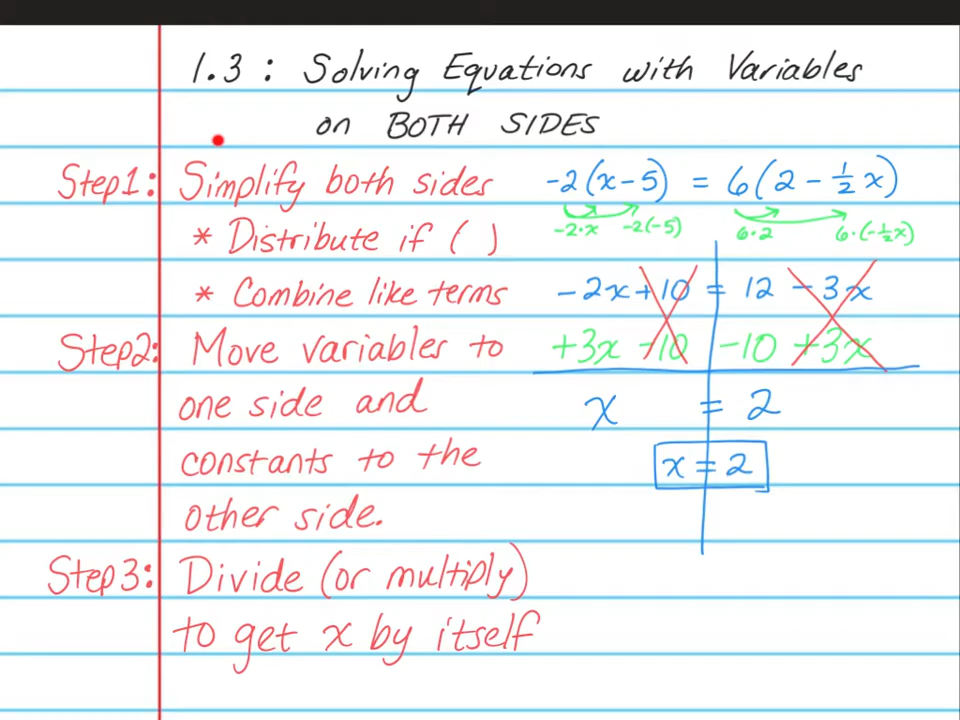 1.3 : Solving Equations with Variables
on BOTH SIDES
Step1: Simplify both sides
* Distribute if ( )
* Combine like terms
Step2: Move variables to
one side and
constants to the
other side.
Step3: Divide (or multiply)
to get x by itself
-2(x-5) = 6(2 - 1/2 x)
-2·x -2(-5) 6·2 6·(-1/2x)
-2x+10 = 12 -3x
+3x -10 -10 +3x
x = 2
x = 2